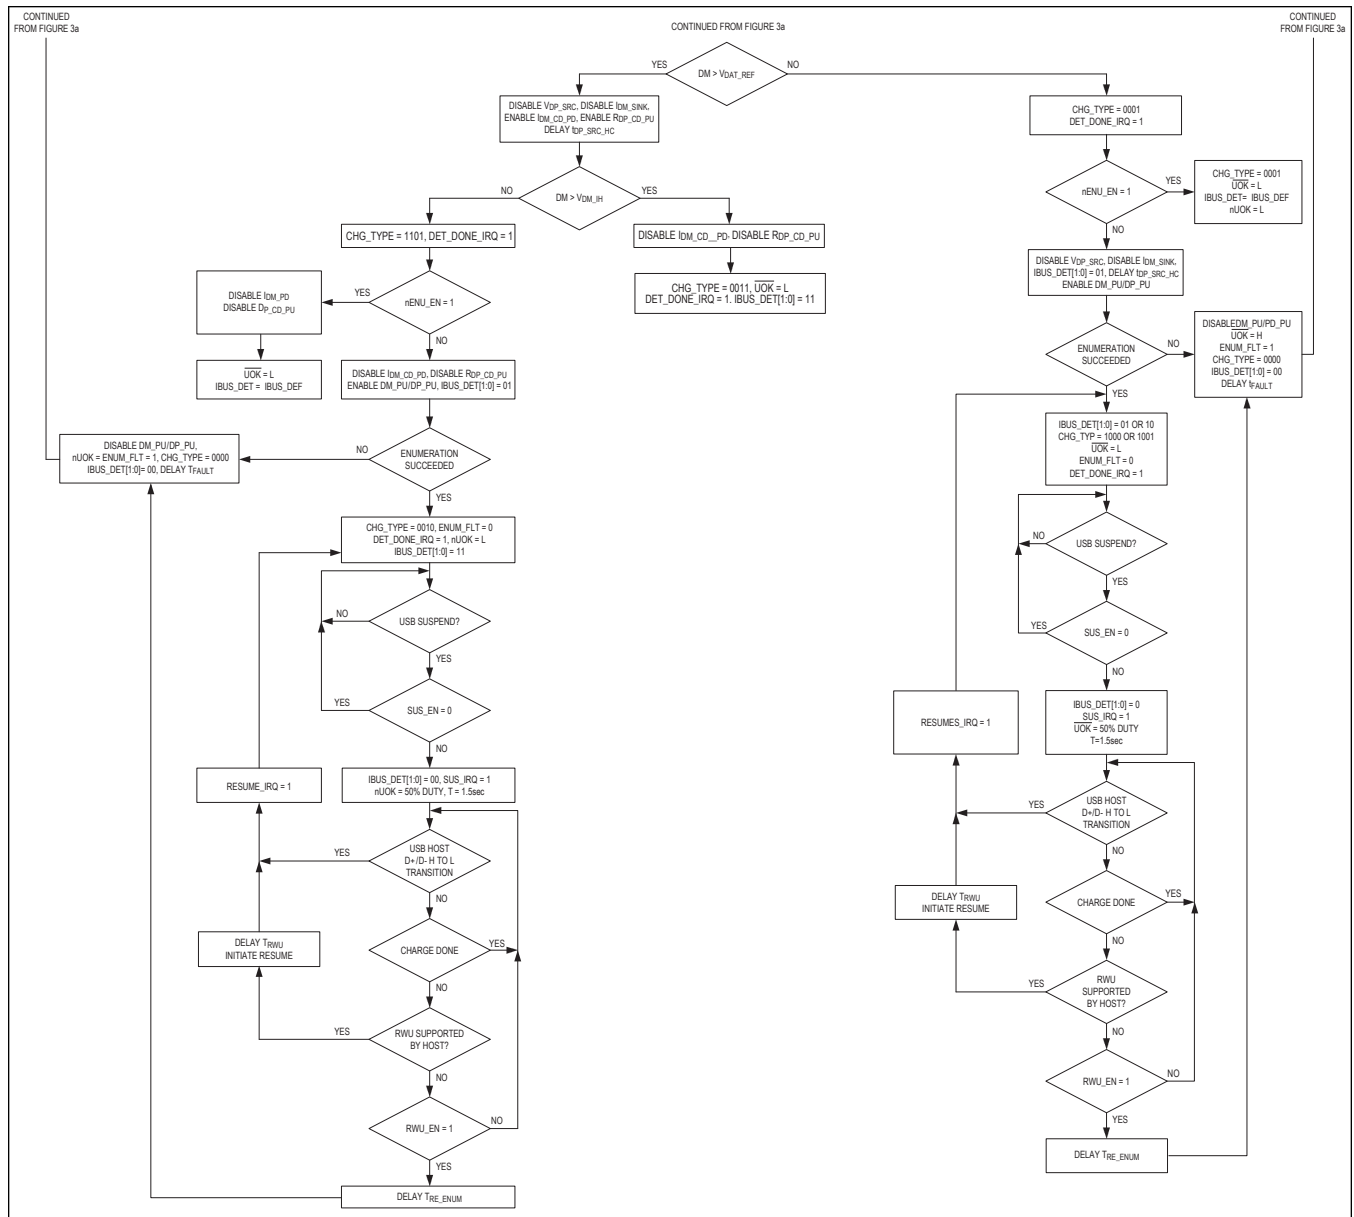 CONTINUED
FROM FIGURE 3a
CONTINUED FROM FIGURE 3a
CONTINUED
FROM FIGURE 3a
DM > VDAT_REF
YES
NO
DISABLE VDP_SRC, DISABLE IDM_SINK,
ENABLE IDM_CD_PD, ENABLE RDP_CD_PU
DELAY tDP_SRC_HC
DM > VDM_IH
NO
YES
CHG_TYPE = 1101, DET_DONE_IRQ = 1
DISABLE IDM_CD__PD. DISABLE RDP_CD_PU
CHG_TYPE = 0011, UOK = L
DET_DONE_IRQ = 1. IBUS_DET[1:0] = 11
nENU_EN = 1
YES
NO
DISABLE IDM_PD
DISABLE DP_CD_PU
UOK = L
IBUS_DET = IBUS_DEF
DISABLE IDM_CD_PD, DISABLE RDP_CD_PU
ENABLE DM_PU/DP_PU, IBUS_DET[1:0] = 01
ENUMERATION
SUCCEEDED
NO
YES
DISABLE DM_PU/DP_PU,
nUOK = ENUM_FLT = 1, CHG_TYPE = 0000
IBUS_DET[1:0]= 00, DELAY TFAULT
CHG_TYPE = 0010, ENUM_FLT = 0
DET_DONE_IRQ = 1, nUOK = L
IBUS_DET[1:0] = 11
USB SUSPEND?
NO
YES
SUS_EN = 0
YES
NO
IBUS_DET[1:0] = 00, SUS_IRQ = 1
nUOK = 50% DUTY, T = 1.5sec
RESUME_IRQ = 1
USB HOST
D+/D- H TO L
TRANSITION
YES
NO
DELAY TRWU
INITIATE RESUME
CHARGE DONE
YES
NO
RWU SUPPORTED
BY HOST?
YES
NO
RWU_EN = 1
NO
YES
DELAY TRE_ENUM
CHG_TYPE = 0001
DET_DONE_IRQ = 1
nENU_EN = 1
YES
NO
CHG_TYPE = 0001
UOK = L
IBUS_DET= IBUS_DEF
nUOK = L
DISABLE VDP_SRC, DISABLE IDM_SINK,
IBUS_DET[1:0] = 01, DELAY tDP_SRC_HC
ENABLE DM_PU/DP_PU
ENUMERATION
SUCCEEDED
NO
YES
DISABLEDM_PU/PD_PU
UOK = H
ENUM_FLT = 1
CHG_TYPE = 0000
IBUS_DET[1:0] = 00
DELAY tFAULT
IBUS_DET[1:0] = 01 OR 10
CHG_TYP = 1000 OR 1001
UOK = L
ENUM_FLT = 0
DET_DONE_IRQ = 1
USB SUSPEND?
NO
YES
SUS_EN = 0
YES
NO
IBUS_DET[1:0] = 0
SUS_IRQ = 1
UOK = 50% DUTY
T=1.5sec
RESUMES_IRQ = 1
USB HOST
D+/D- H TO L
TRANSITION
YES
NO
DELAY TRWU
INITIATE RESUME
CHARGE DONE
YES
NO
RWU
SUPPORTED
BY HOST?
YES
NO
RWU_EN = 1
NO
YES
DELAY TRE_ENUM